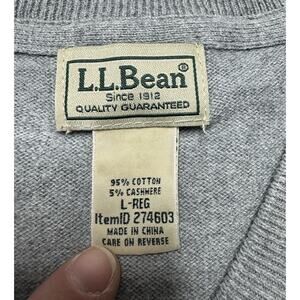 L.L.Bean®
Since 1912
QUALITY GUARANTEED
95% COTTON
5% CASHMERE
L-REG
ItemID 274603
MADE IN CHINA
CARE ON REVERSE